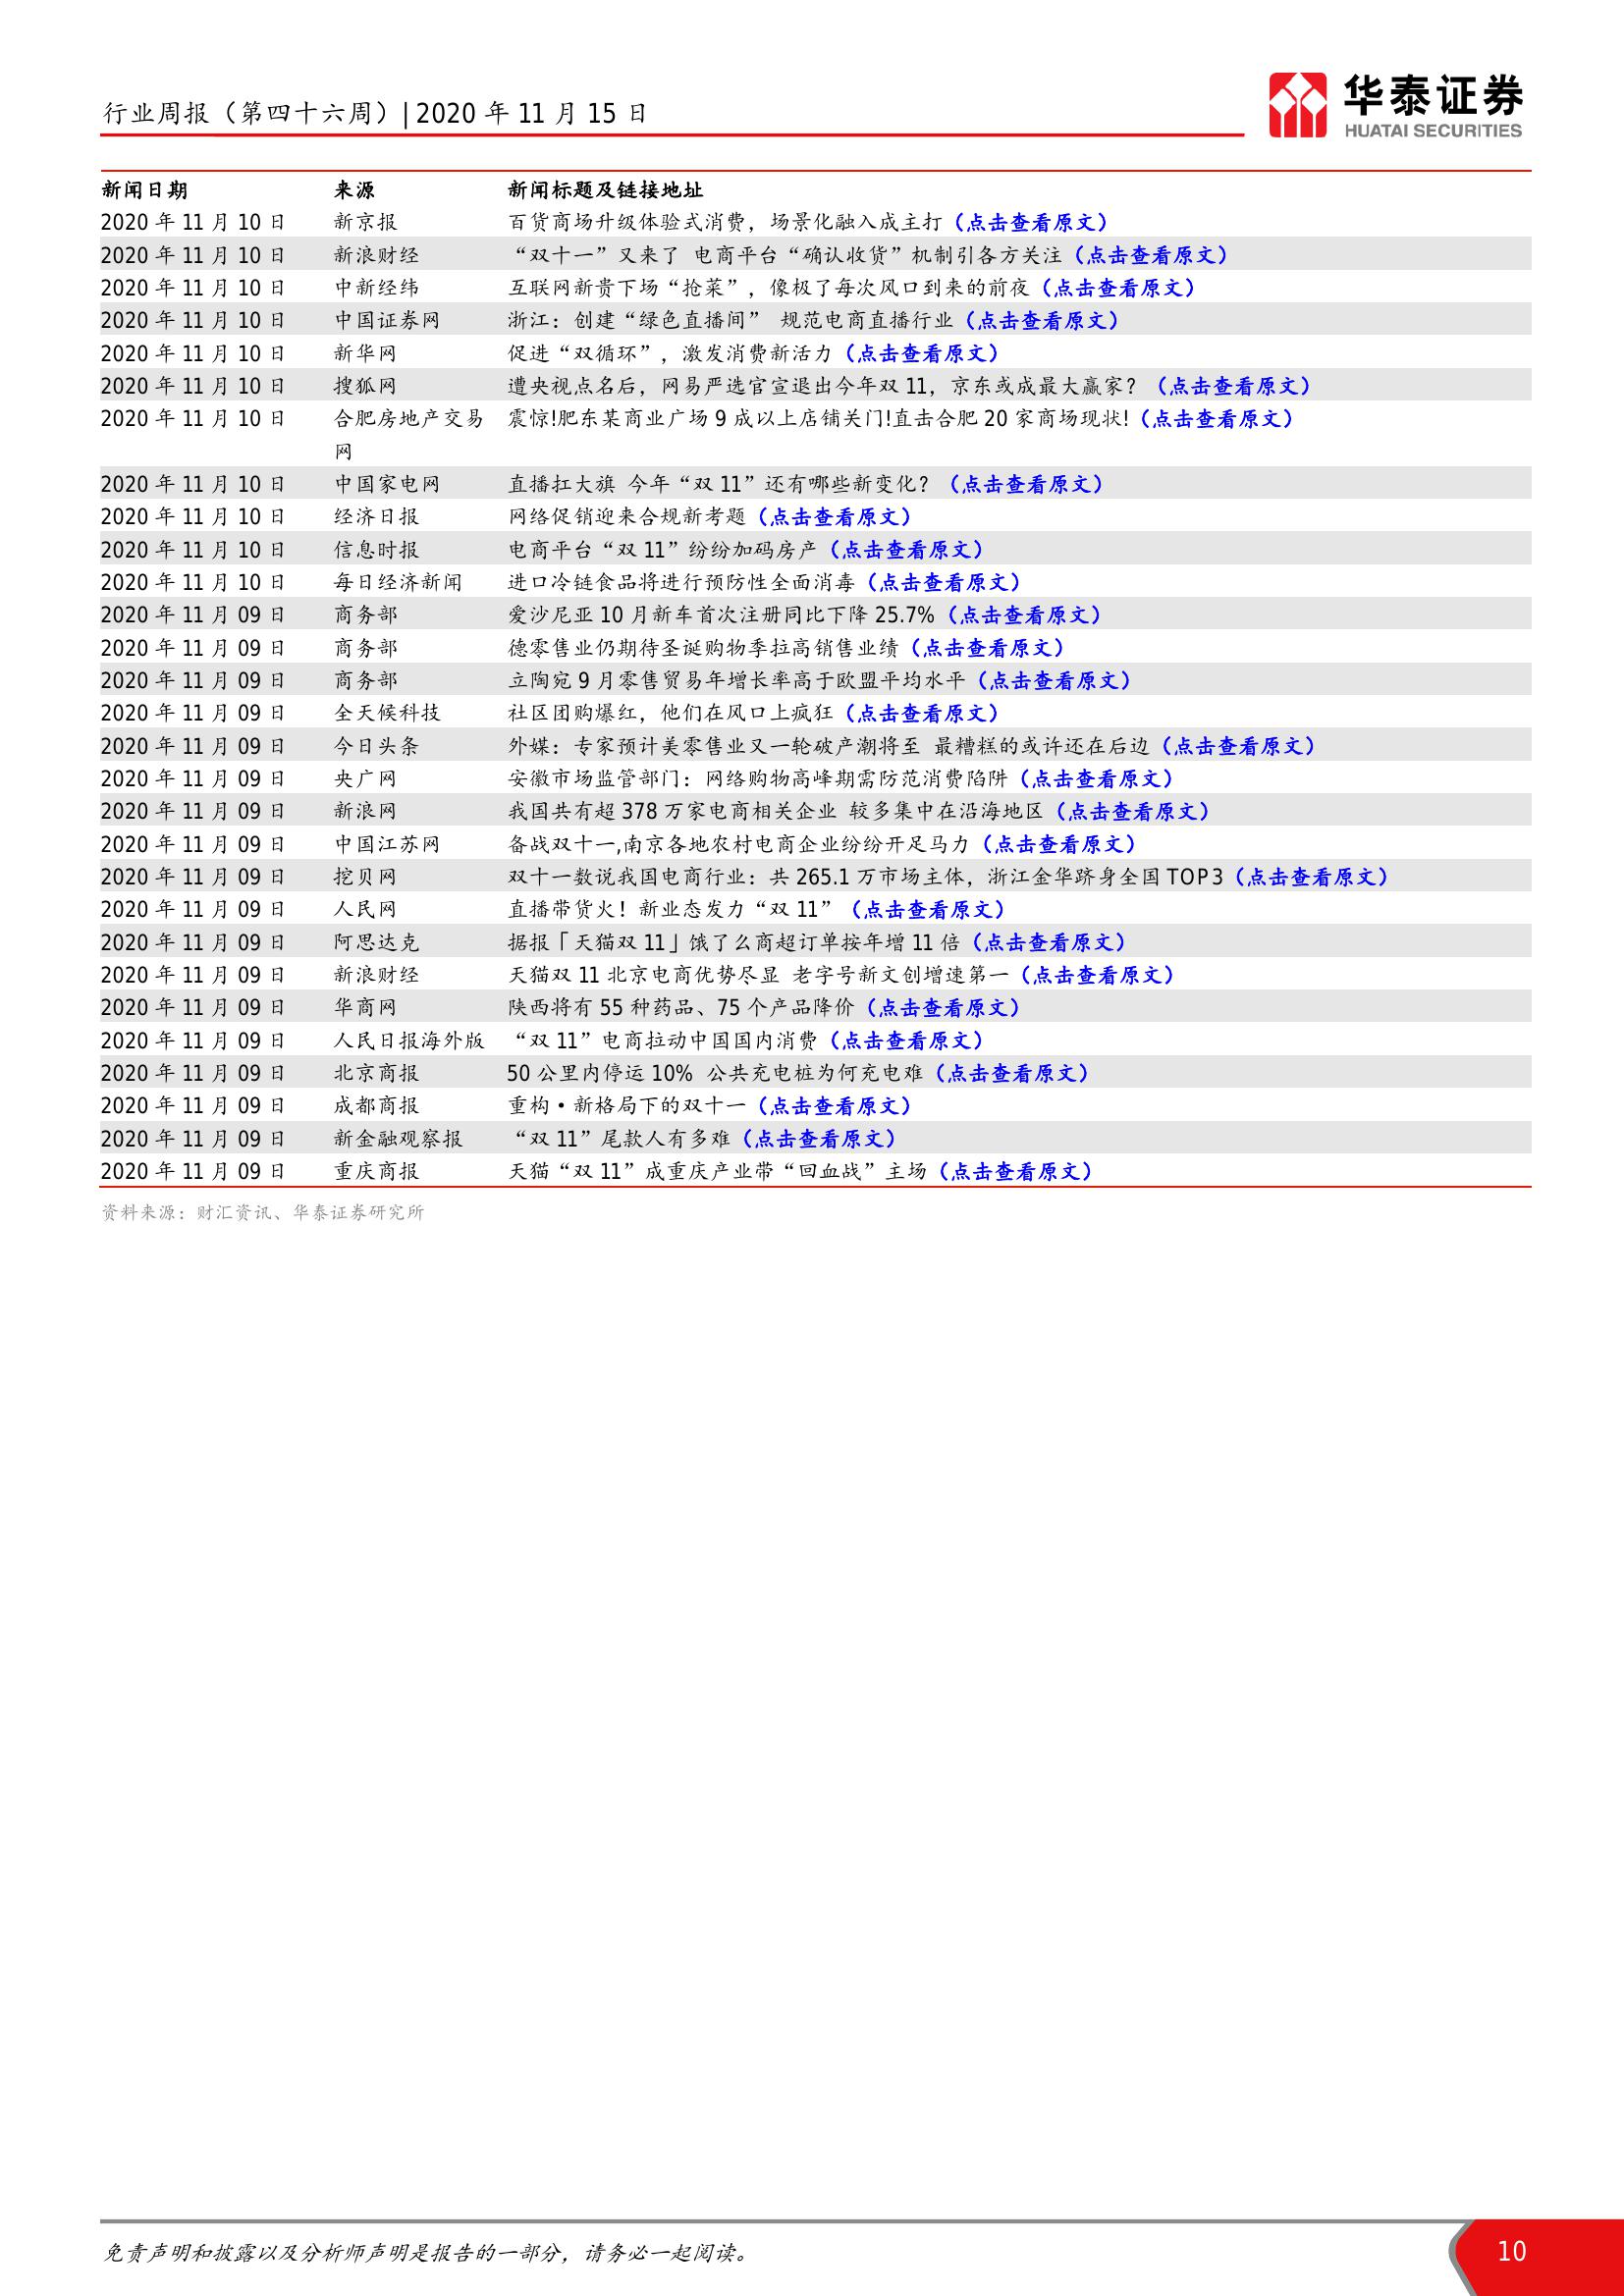 行业周报（第四十六周）| 2020 年 11 月 15 日
华泰证券
HUATAI SECURITIES
新闻日期 来源 新闻标题及链接地址
2020 年 11 月 10 日 新京报 百货商场升级体验式消费，场景化融入成主打（点击查看原文）
2020 年 11 月 10 日 新浪财经 “双十一”又来了 电商平台“确认收货”机制引各方关注（点击查看原文）
2020 年 11 月 10 日 中新经纬 互联网新贵下场“抢菜”，像极了每次风口到来的前夜（点击查看原文）
2020 年 11 月 10 日 中国证券网 浙江：创建“绿色直播间” 规范电商直播行业（点击查看原文）
2020 年 11 月 10 日 新华网 促进“双循环”，激发消费新活力（点击查看原文）
2020 年 11 月 10 日 搜狐网 遭央视点名后，网易严选官宣退出今年双 11，京东或成最大赢家？（点击查看原文）
2020 年 11 月 10 日 合肥房地产交易 震惊!肥东某商业广场 9 成以上店铺关门!直击合肥 20 家商场现状!（点击查看原文）
网
2020 年 11 月 10 日 中国家电网 直播扛大旗 今年“双 11”还有哪些新变化？（点击查看原文）
2020 年 11 月 10 日 经济日报 网络促销迎来合规新考题（点击查看原文）
2020 年 11 月 10 日 信息时报 电商平台“双 11”纷纷加码房产（点击查看原文）
2020 年 11 月 10 日 每日经济新闻 进口冷链食品将进行预防性全面消毒（点击查看原文）
2020 年 11 月 09 日 商务部 爱沙尼亚 10 月新车首次注册同比下降 25.7%（点击查看原文）
2020 年 11 月 09 日 商务部 德零售业仍期待圣诞购物季拉高销售业绩（点击查看原文）
2020 年 11 月 09 日 商务部 立陶宛 9 月零售贸易年增长率高于欧盟平均水平（点击查看原文）
2020 年 11 月 09 日 全天候科技 社区团购爆红，他们在风口上疯狂（点击查看原文）
2020 年 11 月 09 日 今日头条 外媒：专家预计美零售业又一轮破产潮将至 最糟糕的或许还在后边（点击查看原文）
2020 年 11 月 09 日 央广网 安徽市场监管部门：网络购物高峰期需防范消费陷阱（点击查看原文）
2020 年 11 月 09 日 新浪网 我国共有超 378 万家电商相关企业 较多集中在沿海地区（点击查看原文）
2020 年 11 月 09 日 中国江苏网 备战双十一,南京各地农村电商企业纷纷开足马力（点击查看原文）
2020 年 11 月 09 日 挖贝网 双十一数说我国电商行业：共 265.1 万市场主体，浙江金华跻身全国 TOP3（点击查看原文）
2020 年 11 月 09 日 人民网 直播带货火！新业态发力“双 11”（点击查看原文）
2020 年 11 月 09 日 阿思达克 据报「天猫双 11」饿了么商超订单按年增 11 倍（点击查看原文）
2020 年 11 月 09 日 新浪财经 天猫双 11 北京电商优势尽显 老字号新文创增速第一（点击查看原文）
2020 年 11 月 09 日 华商网 陕西将有 55 种药品、75 个产品降价（点击查看原文）
2020 年 11 月 09 日 人民日报海外版 “双 11”电商拉动中国国内消费（点击查看原文）
2020 年 11 月 09 日 北京商报 50 公里内停运 10% 公共充电桩为何充电难（点击查看原文）
2020 年 11 月 09 日 成都商报 重构•新格局下的双十一（点击查看原文）
2020 年 11 月 09 日 新金融观察报 “双 11”尾款人有多难（点击查看原文）
2020 年 11 月 09 日 重庆商报 天猫“双 11”成重庆产业带“回血战”主场（点击查看原文）
资料来源：财汇资讯、华泰证券研究所
免责声明和披露以及分析师声明是报告的一部分，请务必一起阅读。
10